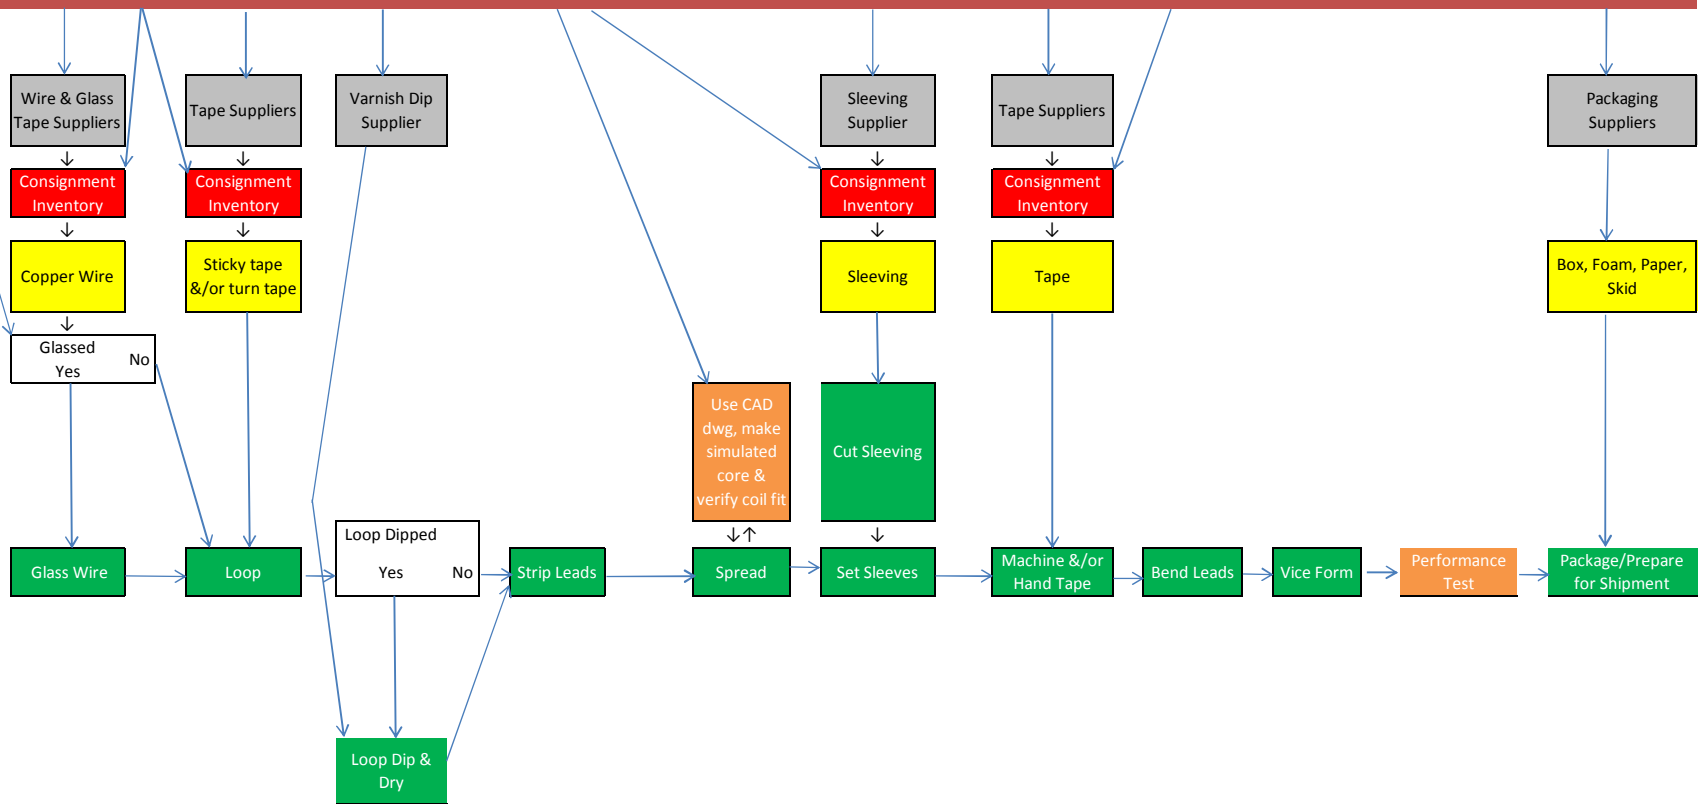 Wire & Glass
Tape Suppliers
Tape Suppliers
Varnish Dip
Supplier
Sleeving
Supplier
Tape Suppliers
Packaging
Suppliers
Consignment
Inventory
Consignment
Inventory
Consignment
Inventory
Consignment
Inventory
Copper Wire
Sticky tape
&/or turn tape
Sleeving
Tape
Box, Foam, Paper,
Skid
Glassed
Yes
No
Use CAD
dwg, make
simulated
core &
verify coil fit
Cut Sleeving
Glass Wire
Loop
Loop Dipped
Yes
No
Strip Leads
Spread
Set Sleeves
Machine &/or
Hand Tape
Bend Leads
Vice Form
Performance
Test
Package/Prepare
for Shipment
Loop Dip &
Dry